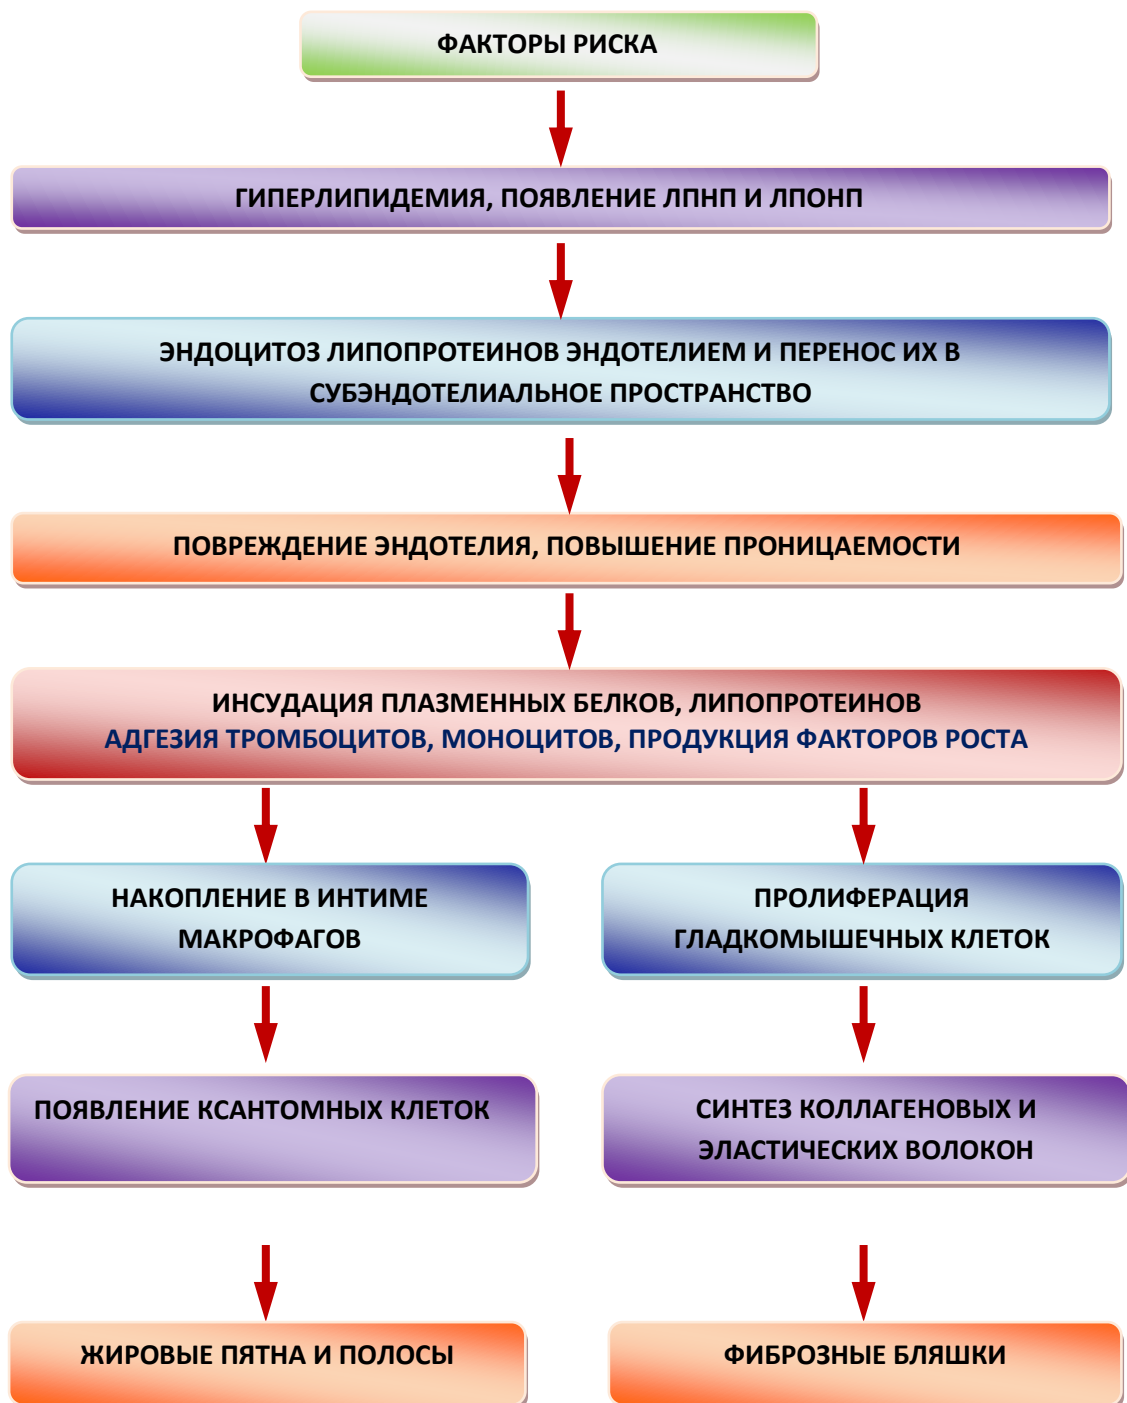 ФАКТОРЫ РИСКА
ГИПЕРЛИПИДЕМИЯ, ПОЯВЛЕНИЕ ЛПНП И ЛПОНП
ЭНДОЦИТОЗ ЛИПОПРОТЕИНОВ ЭНДОТЕЛИЕМ И ПЕРЕНОС ИХ В
СУБЭНДОТЕЛИАЛЬНОЕ ПРОСТРАНСТВО
ПОВРЕЖДЕНИЕ ЭНДОТЕЛИЯ, ПОВЫШЕНИЕ ПРОНИЦАЕМОСТИ
ИНСУДАЦИЯ ПЛАЗМЕННЫХ БЕЛКОВ, ЛИПОПРОТЕИНОВ
АДГЕЗИЯ ТРОМБОЦИТОВ, МОНОЦИТОВ, ПРОДУКЦИЯ ФАКТОРОВ РОСТА
НАКОПЛЕНИЕ В ИНТИМЕ
МАКРОФАГОВ
ПРОЛИФЕРАЦИЯ
ГЛАДКОМЫШЕЧНЫХ КЛЕТОК
ПОЯВЛЕНИЕ КСАНТОМНЫХ КЛЕТОК
СИНТЕЗ КОЛЛАГЕНОВЫХ И
ЭЛАСТИЧЕСКИХ ВОЛОКОН
ЖИРОВЫЕ ПЯТНА И ПОЛОСЫ
ФИБРОЗНЫЕ БЛЯШКИ